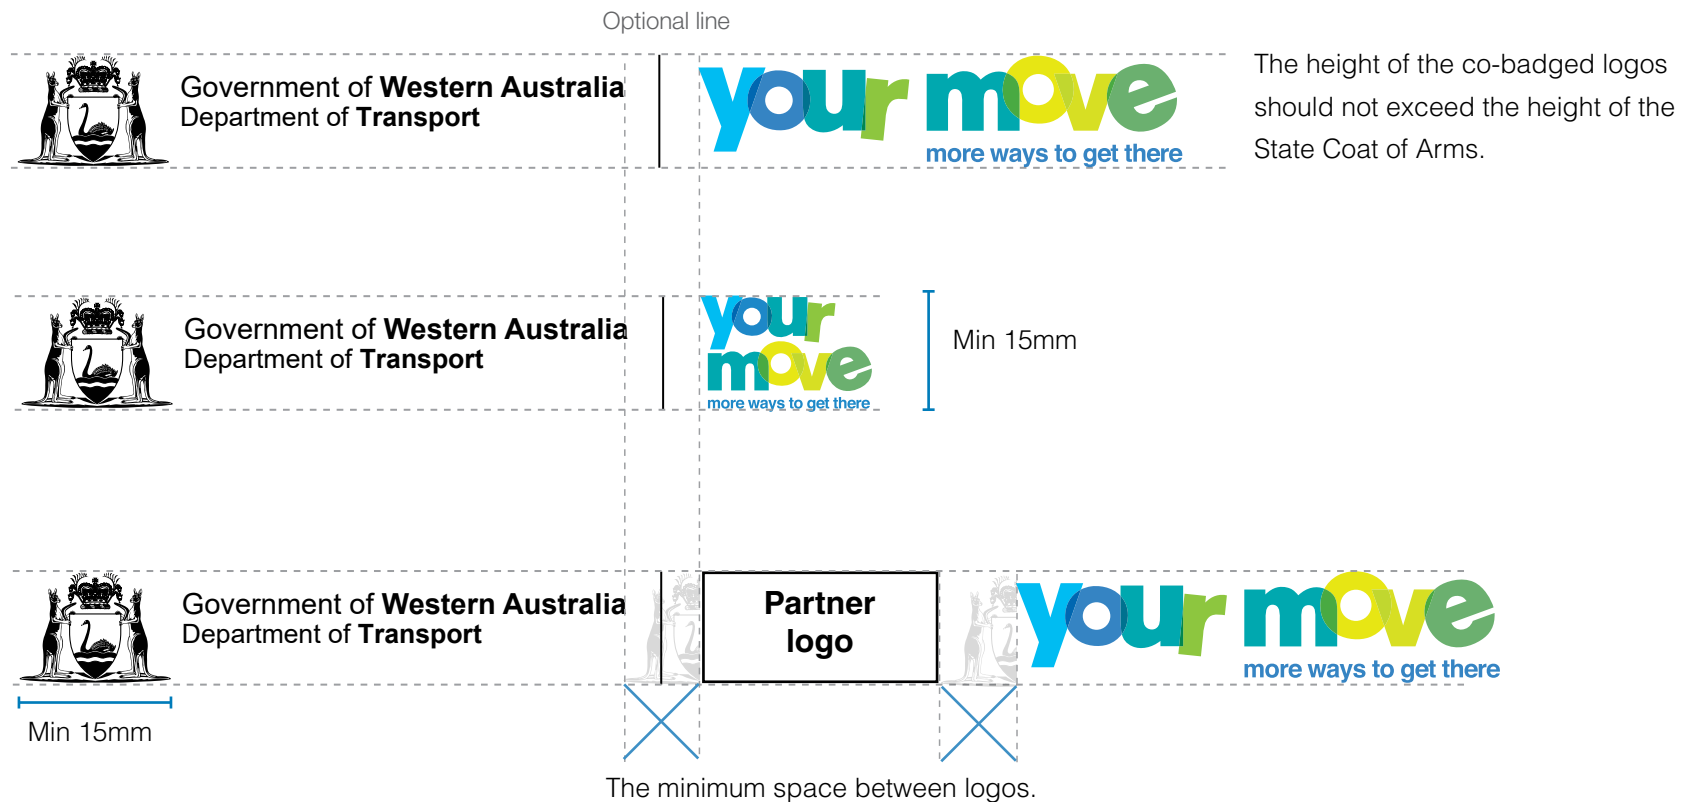 Optional line
Government of Western Australia
Department of Transport
your move
more ways to get there
The height of the co-badged logos
should not exceed the height of the
State Coat of Arms.
Government of Western Australia
Department of Transport
your
move
more ways to get there
Min 15mm
Government of Western Australia
Department of Transport
Partner
logo
your move
more ways to get there
Min 15mm
The minimum space between logos.